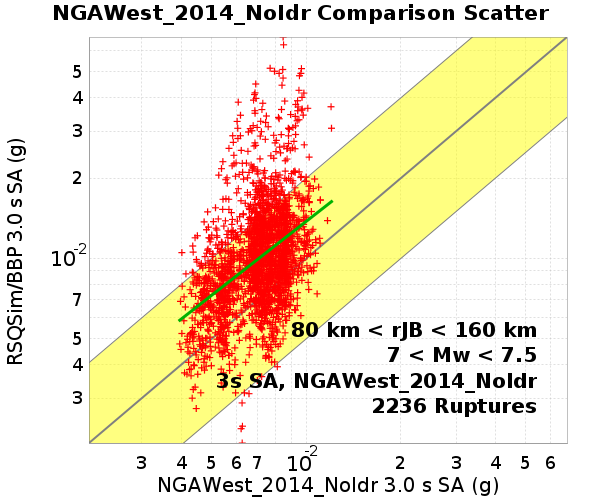 NGAWest_2014_NoIdr Comparison Scatter
RSQSim/BBP 3.0 s SA (g)
5
4
3
2
10-2
7
5
4
3
80 km < rJB < 160 km
7 < Mw < 7.5
3s SA, NGAWest_2014_NoIdr
2236 Ruptures
3 4 5 6 7 10-2 2 3 4 5 6
NGAWest_2014_NoIdr 3.0 s SA (g)